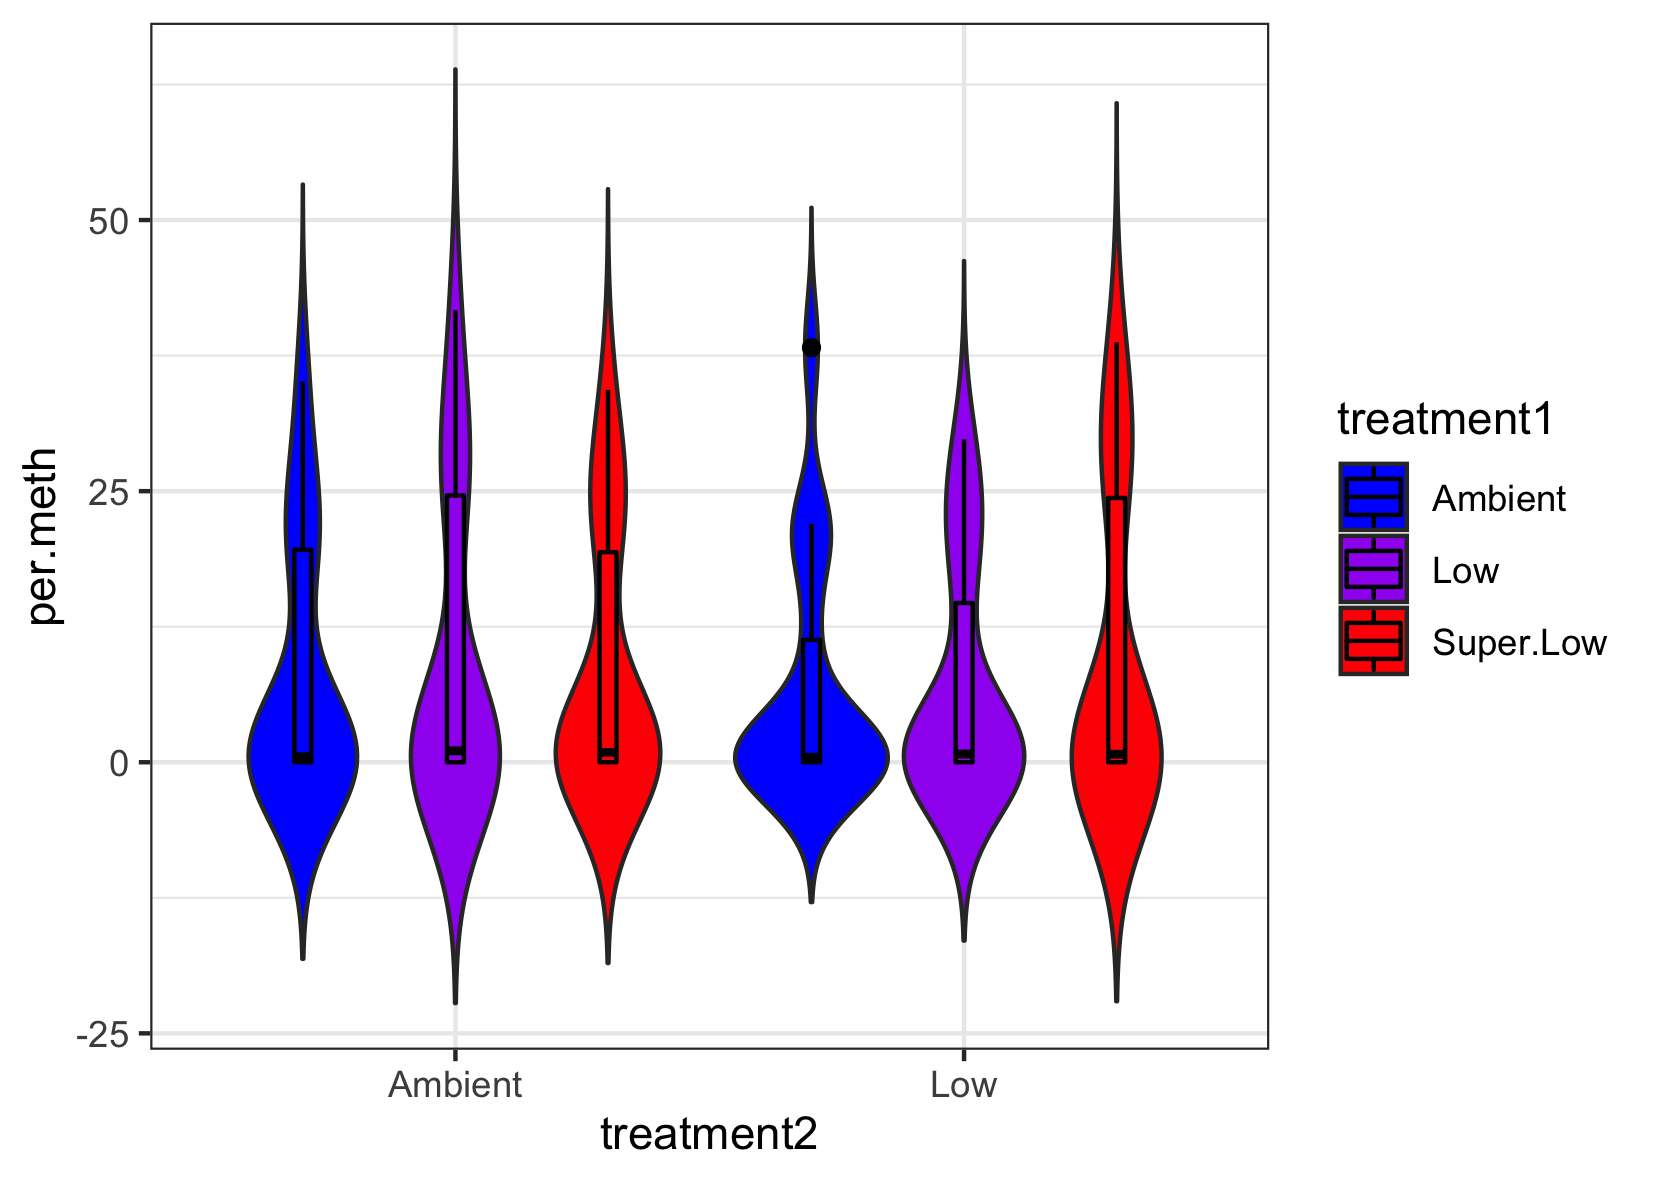 per.meth
50
25
0
-25
Ambient
Low
treatment2
treatment1
Ambient
Low
Super.Low